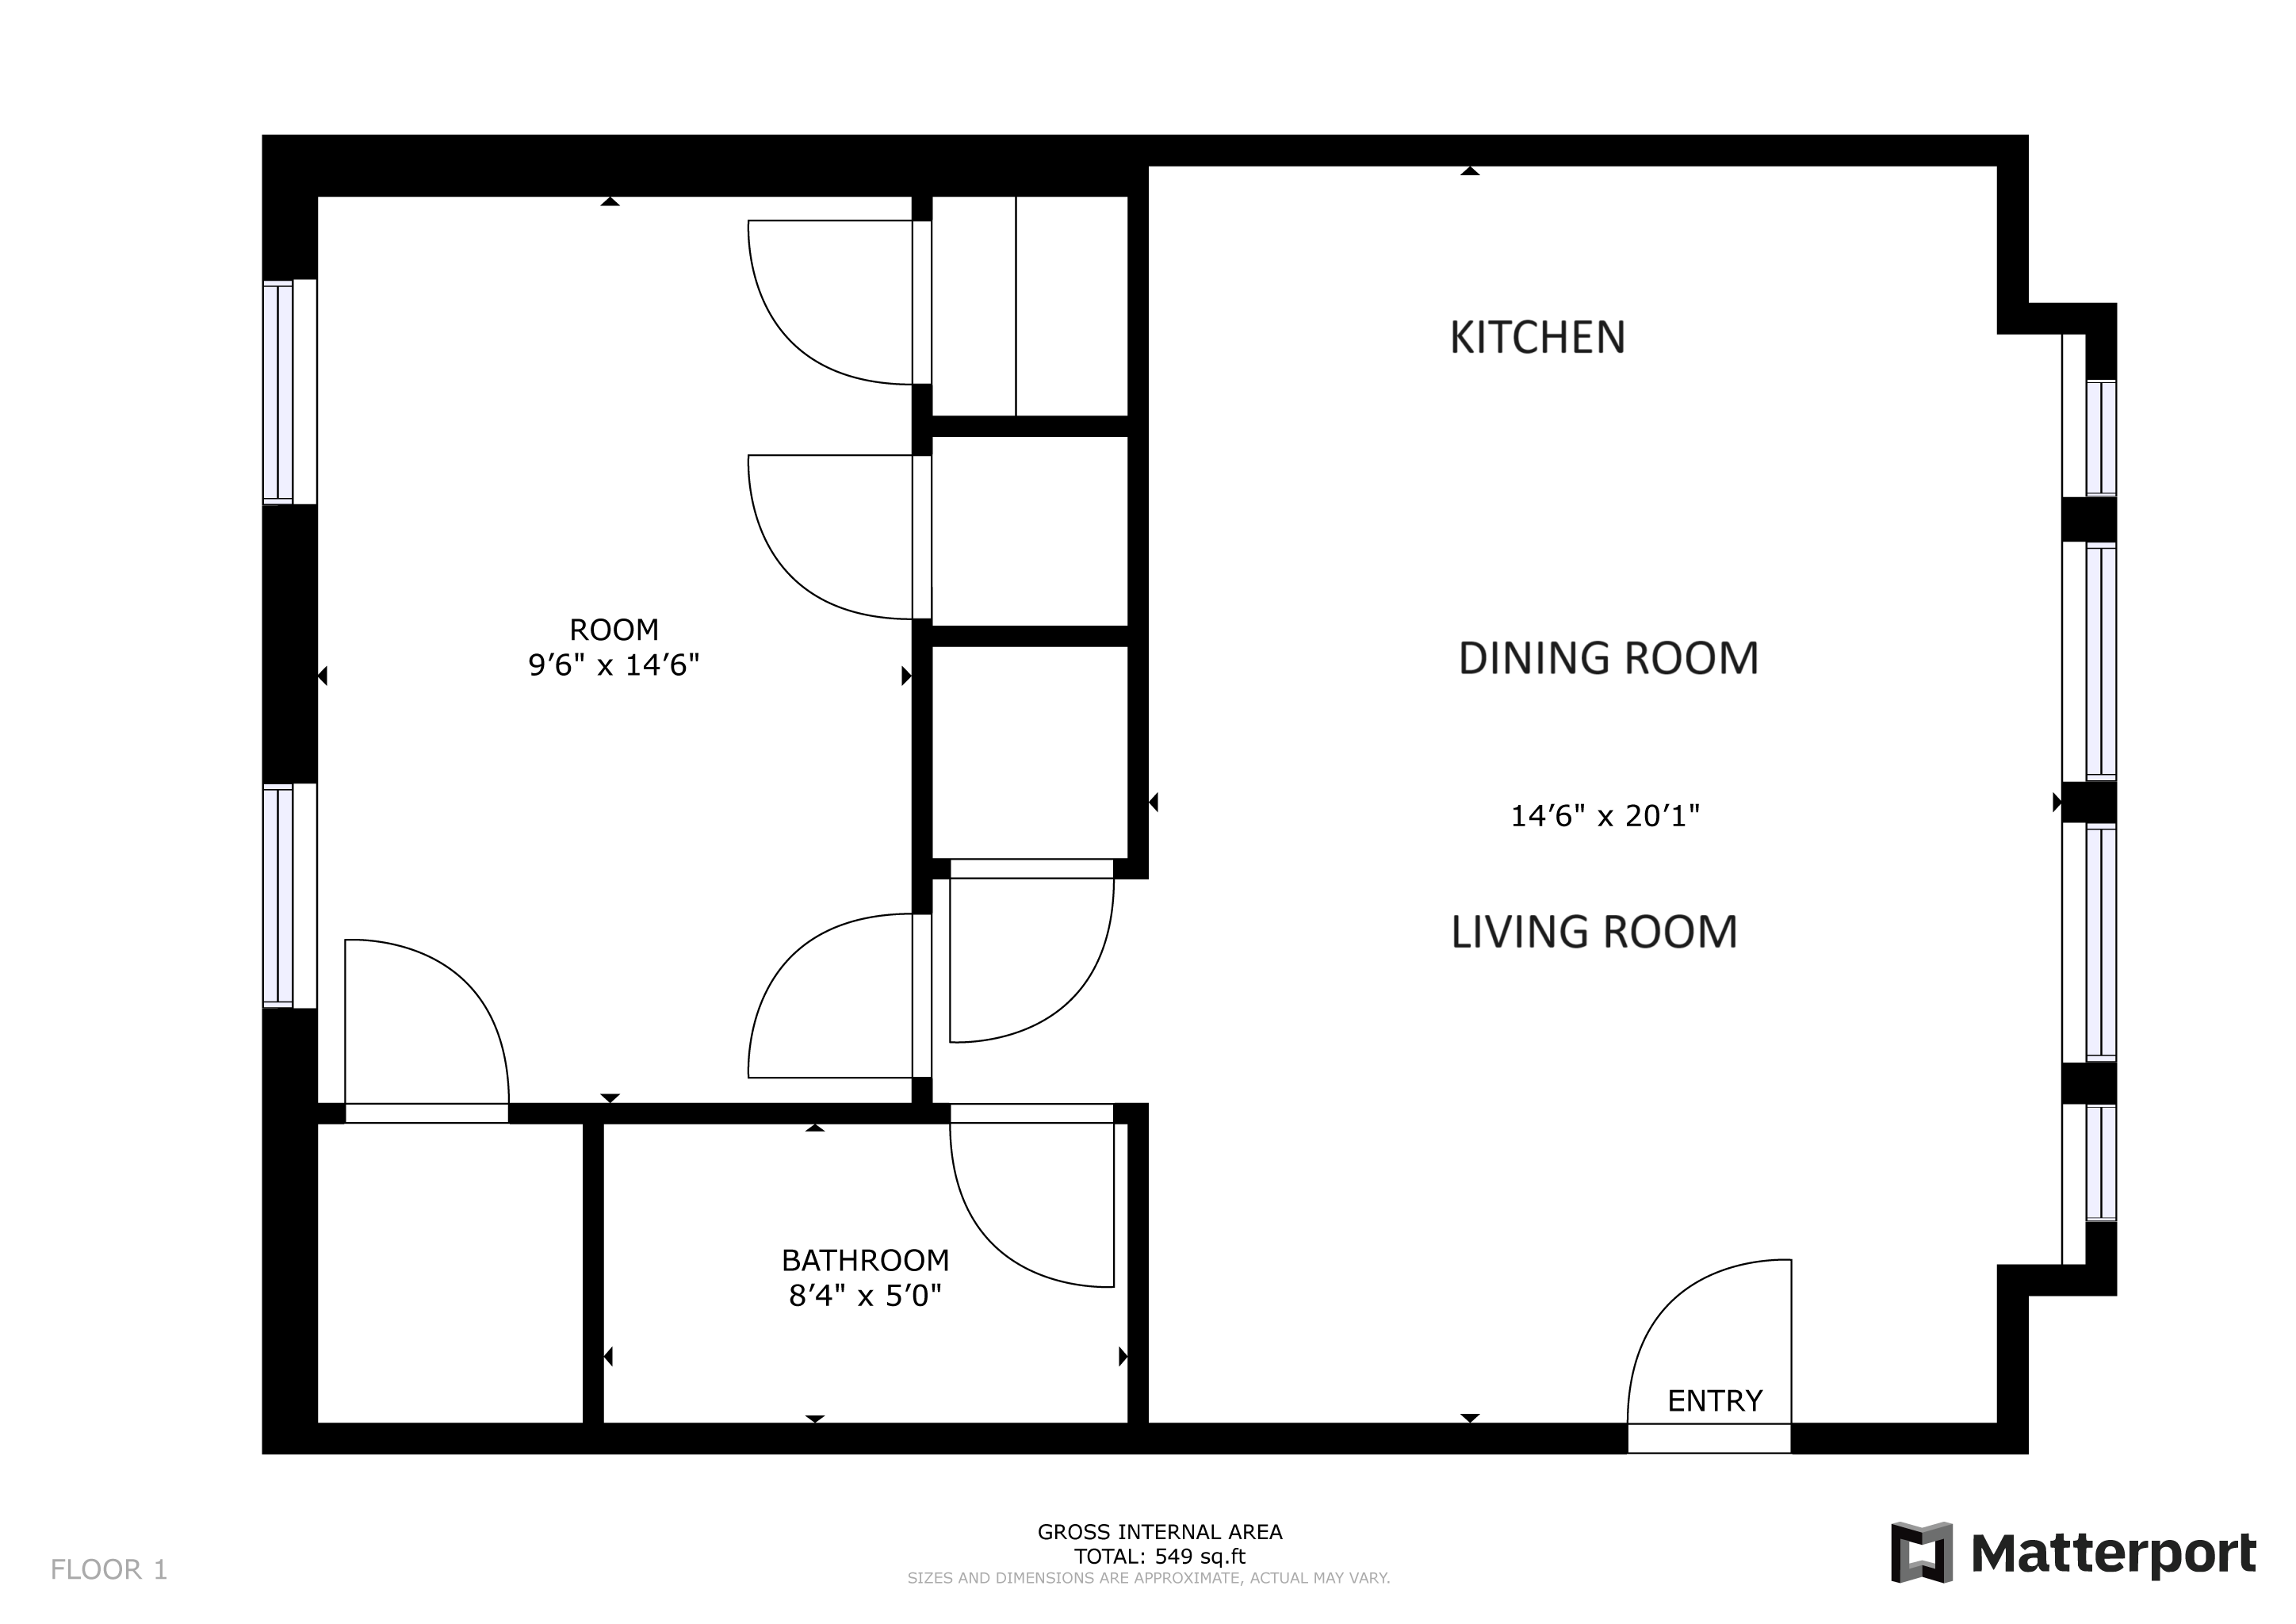 KITCHEN
ROOM
9'6" x 14'6"
DINING ROOM
14'6" x 20'1"
LIVING ROOM
BATHROOM
8'4" x 5'0"
ENTRY
GROSS INTERNAL AREA
TOTAL: 549 sq.ft
SIZES AND DIMENSIONS ARE APPROXIMATE, ACTUAL MAY VARY.
FLOOR 1
Matterport